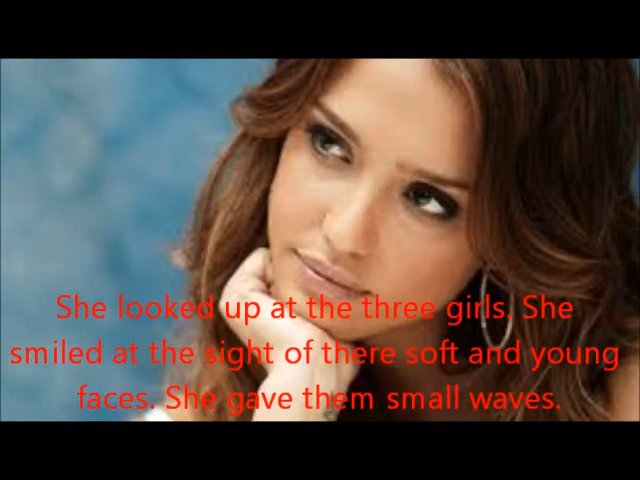 She looked up at the three girls. She
smiled at the sight of there soft and young
faces. She gave them small waves.